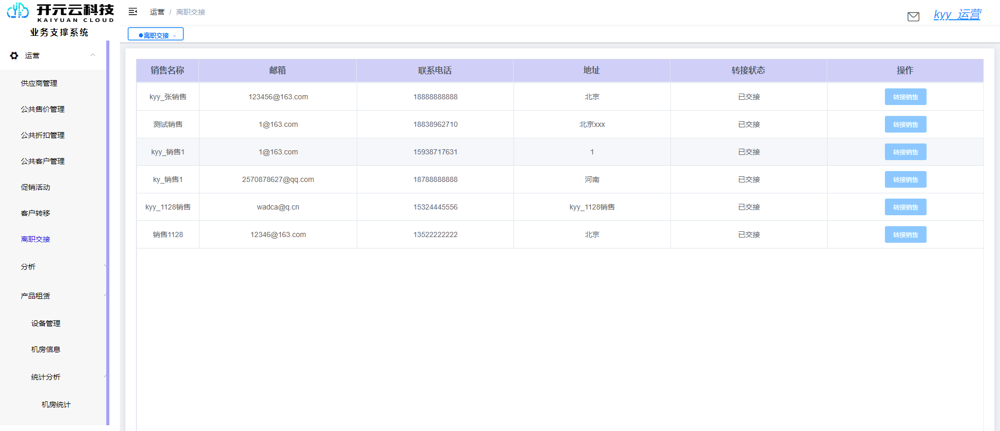 开元云科技
KAIYUAN CLOUD
业务支撑系统
运营 / 离职交接
kyy_运营
离职交接 ×
运营
供应商管理
公共售价管理
公共折扣管理
公共客户管理
促销活动
客户转移
离职交接
分析
产品租赁
设备管理
机房信息
统计分析
机房统计
销售名称 邮箱 联系电话 地址 转接状态 操作
kyy_张销售 123456@163.com 18888888888 北京 已交接 转接销售
测试销售 1@163.com 18838962710 北京xxx 已交接 转接销售
kyy_销售1 1@163.com 15938717631 1 已交接 转接销售
ky_销售1 2570878627@qq.com 18788888888 河南 已交接 转接销售
kyy_1128销售 wadca@q.cn 15324445556 kyy_1128销售 已交接 转接销售
销售1128 12346@163.com 13522222222 北京 已交接 转接销售